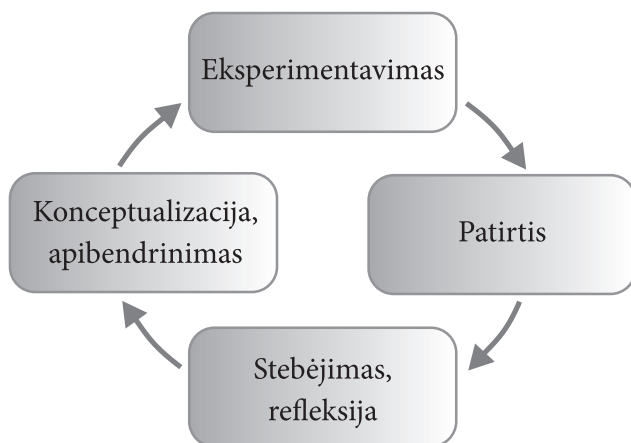 Eksperimentavimas
Patirtis
Stebėjimas,
refleksija
Konceptualizacija,
apibendrinimas